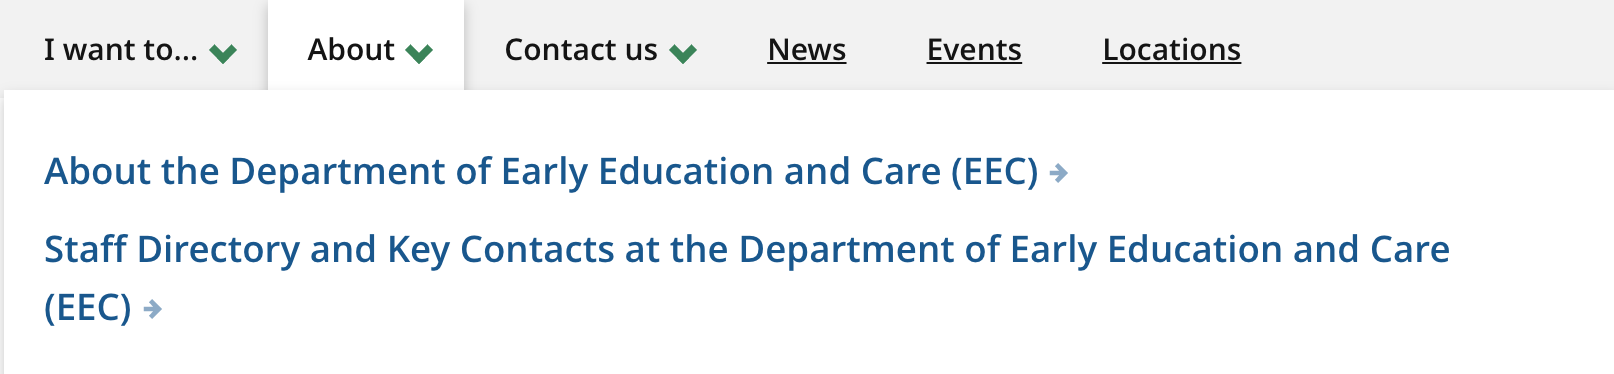 I want to... About Contact us News Events Locations
About the Department of Early Education and Care (EEC)
Staff Directory and Key Contacts at the Department of Early Education and Care
(EEC)